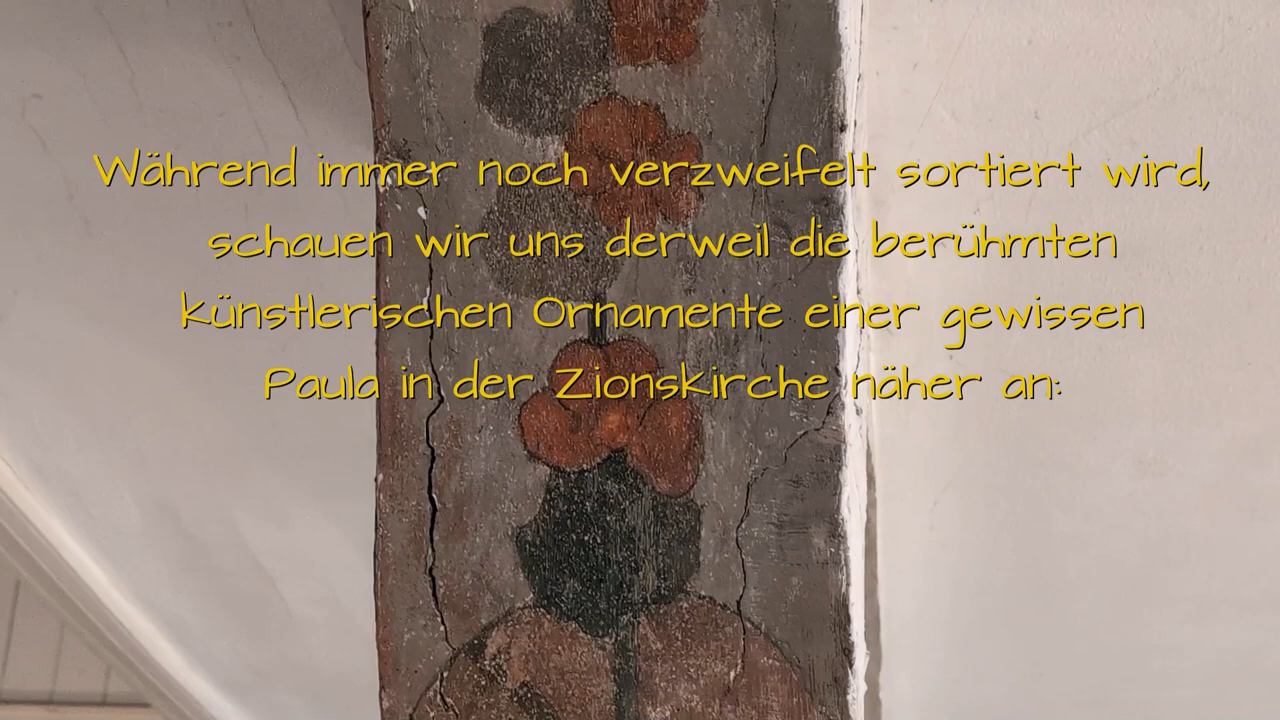 Während immer noch verzweifelt sortiert wird,
schauen wir uns derweil die berühmten
künstlerischen Ornamente einer gewissen
Paula in der Zionskirche näher an: